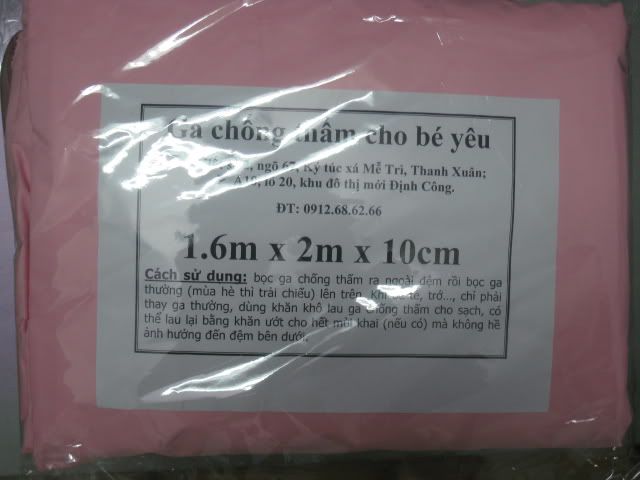 Ga chống thấm cho bé yêu
ngõ 67, Ký túc xá Mễ Trì, Thanh Xuân;
A10, lô 20, khu đô thị mới Định Công.
ĐT: 0912.68.62.66
1.6m x 2m x 10cm
Cách sử dụng: bọc ga chống thấm ra ngoài đệm rồi bọc ga
thường (mùa hè thì trải chiếu) lên trên. Khi bé tè, trớ..., chỉ phải
thay ga thường, dùng khăn khô lau ga chống thấm cho sạch, có
thể lau lại bằng khăn ướt cho hết mùi khai (nếu có) mà không hề
ảnh hưởng đến đệm bên dưới.